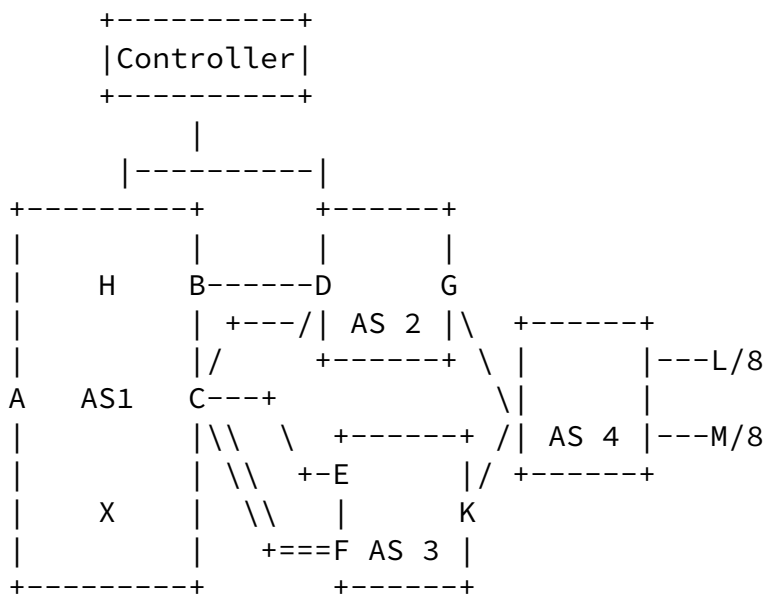 +----------+
|Controller|
+----------+
|
|----------|
+---------+ +------+
| | | |
| H B------D G
| | +---/| AS 2 |\ +------+
| |/ +------+ \ | |---L/8
A AS1 C---+ \| |
| |\\ \ +------+ /| AS 4 |---M/8
| | \\ +-E |/ +------+
| X | \\ | K
| | +===F AS 3 |
+---------+ +------+